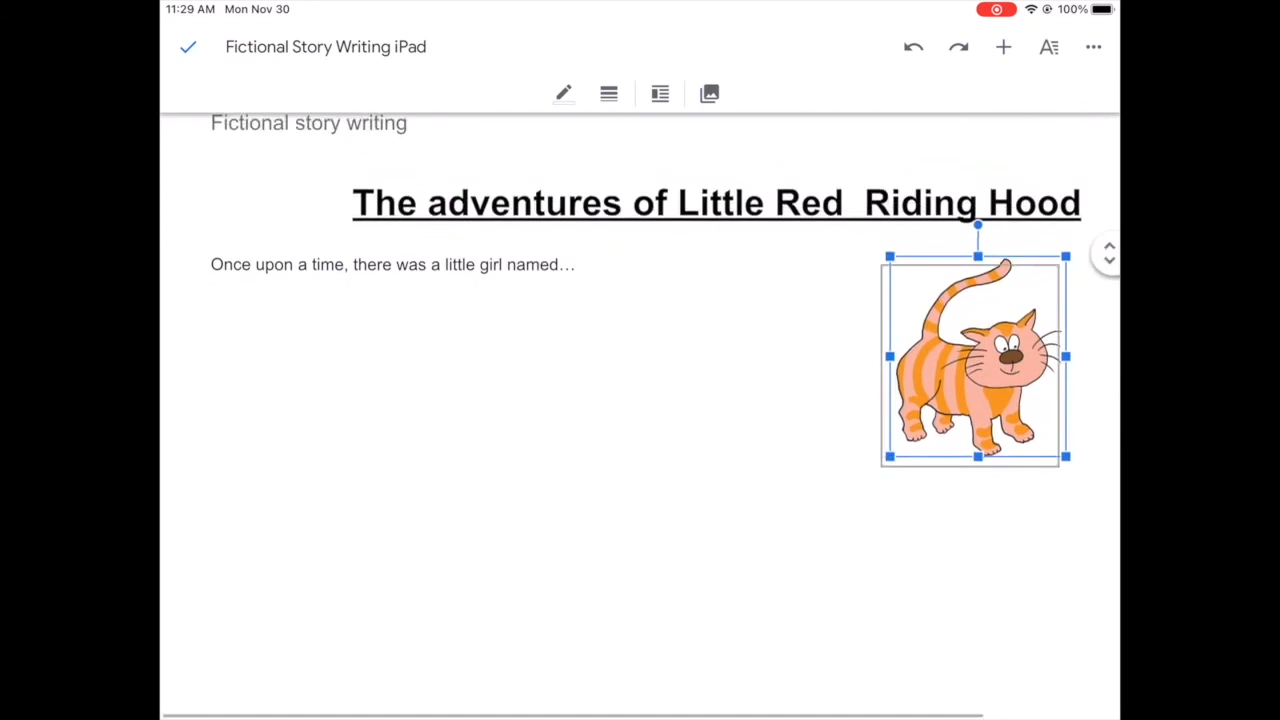 11:29 AM Mon Nov 30 100%
Fictional Story Writing iPad
Fictional story writing
The adventures of Little Red  Riding Hood
Once upon a time, there was a little girl named…